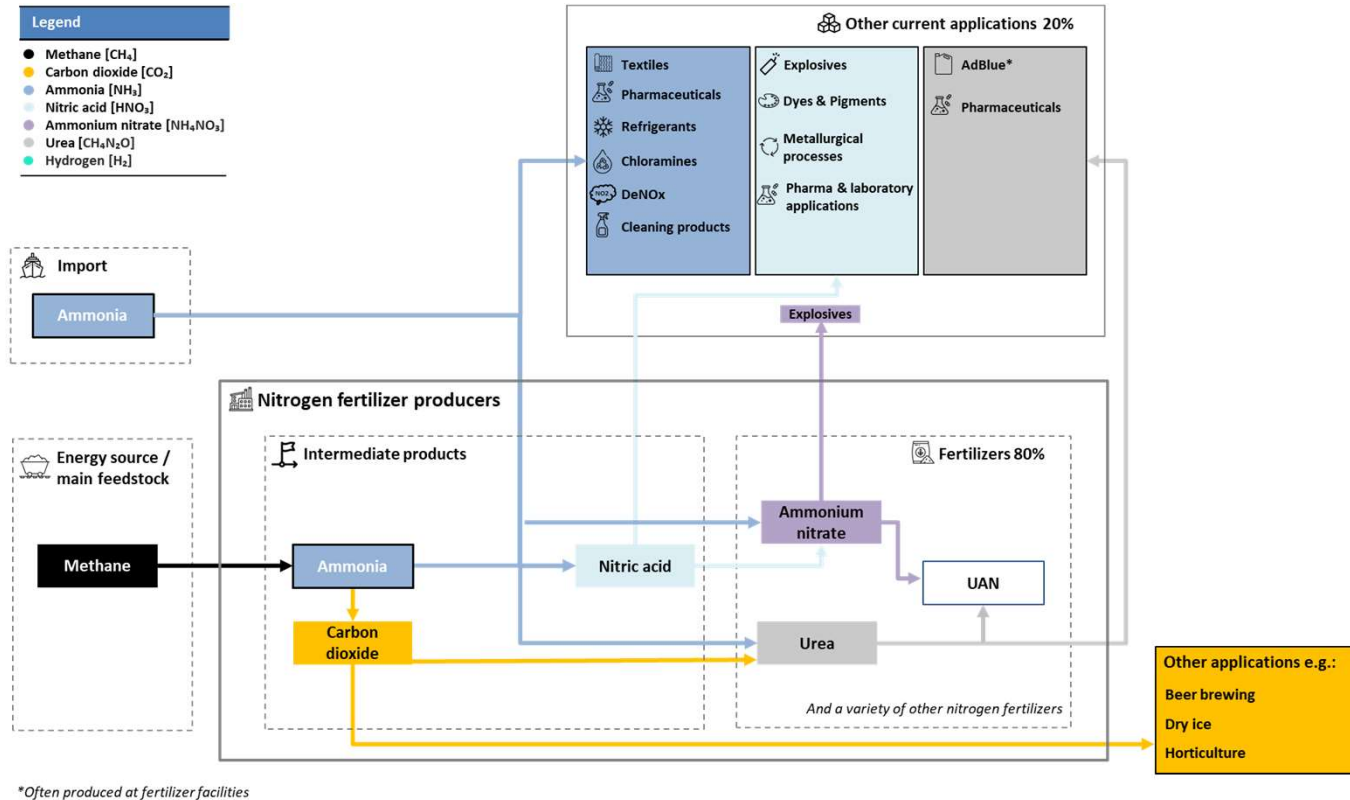 Legend
Methane [CH₄]
Carbon dioxide [CO₂]
Ammonia [NH₃]
Nitric acid [HNO₃]
Ammonium nitrate [NH₄NO₃]
Urea [CH₄N₂O]
Hydrogen [H₂]
Other current applications 20%
Textiles
Pharmaceuticals
Refrigerants
Chloramines
NO2
DeNOx
Cleaning products
Explosives
Dyes & Pigments
Metallurgical
processes
Pharma & laboratory
applications
AdBlue*
Pharmaceuticals
Explosives
Import
Ammonia
Nitrogen fertilizer producers
Energy source /
main feedstock
Methane
Intermediate products
Ammonia
Carbon
dioxide
Nitric acid
Fertilizers 80%
Ammonium
nitrate
UAN
Urea
And a variety of other nitrogen fertilizers
Other applications e.g.:
Beer brewing
Dry ice
Horticulture
*Often produced at fertilizer facilities